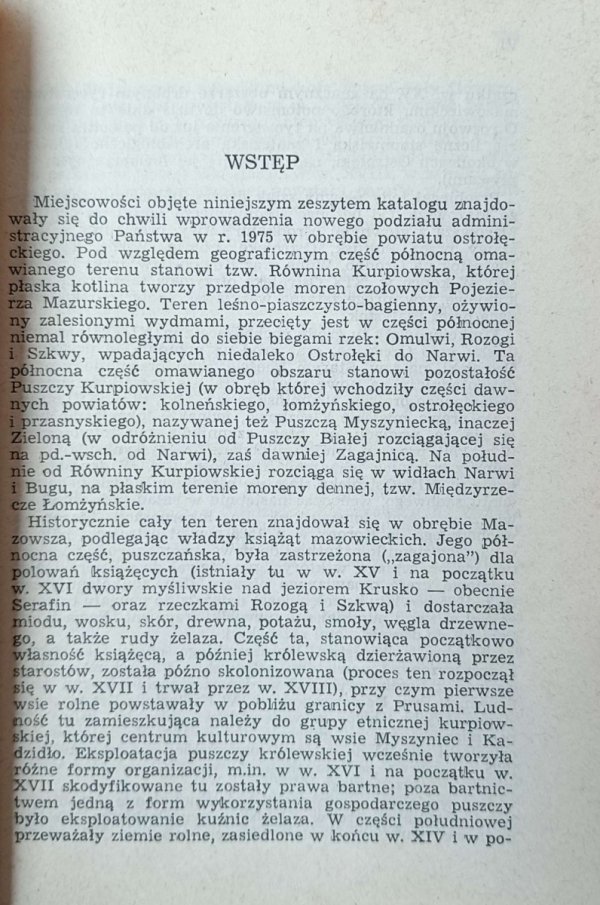 WSTĘP
Miejscowości objęte niniejszym zeszytem katalogu znajdo-
wały się do chwili wprowadzenia nowego podziału admini-
stracyjnego Państwa w r. 1975 w obrębie powiatu ostrołę-
ckiego. Pod względem geograficznym część północną oma-
wianego terenu stanowi tzw. Równina Kurpiowska, której
płaska kotlina tworzy przedpole moren czołowych Pojezie-
rza Mazurskiego. Teren leśno-piaszczysto-bagienny, ożywio-
ny zalesionymi wydmami, przecięty jest w części północnej
niemal równoległymi do siebie biegami rzek: Omulwi, Rozogi
i Szkwy, wpadających niedaleko Ostrołęki do Narwi. Ta
północna część omawianego obszaru stanowi pozostałość
Puszczy Kurpiowskiej (w obręb której wchodziły części daw-
nych powiatów: kolneńskiego, łomżyńskiego, ostrołęckiego
i przasnyskiego), nazywanej też Puszczą Myszyniecką, inaczej
Zieloną (w odróżnieniu od Puszczy Białej rozciągającej się
na pd.-wsch. od Narwi), zaś dawniej Zagajnicą. Na połud-
nie od Równiny Kurpiowskiej rozciąga się w widłach Narwi
i Bugu, na płaskim terenie moreny dennej, tzw. Międzyrze-
cze Łomżyńskie.
Historycznie cały ten teren znajdował się w obrębie Ma-
zowsza, podlegając władzy książąt mazowieckich. Jego pół-
nocna część, puszczańska, była zastrzeżona („zagajona") dla
polowań książęcych (istniały tu w w. XV i na początku
w. XVI dwory myśliwskie nad jeziorem Krusko — obecnie
Serafin — oraz rzeczkami Rozogą i Szkwą) i dostarczała
miodu, wosku, skór, drewna, potażu, smoły, węgla drzewne-
go, a także rudy żelaza. Część ta, stanowiąca początkowo
własność książęcą, a później królewską dzierżawioną przez
starostów, została późno skolonizowana (proces ten rozpoczął
się w w. XVII i trwał przez w. XVIII), przy czym pierwsze
wsie rolne powstawały w pobliżu granicy z Prusami. Lud-
ność tu zamieszkująca należy do grupy etnicznej kurpiow-
skiej, której centrum kulturowym są wsie Myszyniec i Ka-
dzidło. Eksploatacja puszczy królewskiej wcześnie tworzyła
różne formy organizacji, m.in. w w. XVI i na początku w.
XVII skodyfikowane tu zostały prawa bartne; poza bartnic-
twem jedną z form wykorzystania gospodarczego puszczy
było eksploatowanie kuźnic żelaza. W części południowej
przeważały ziemie rolne, zasiedlone w końcu w. XIV i w po-